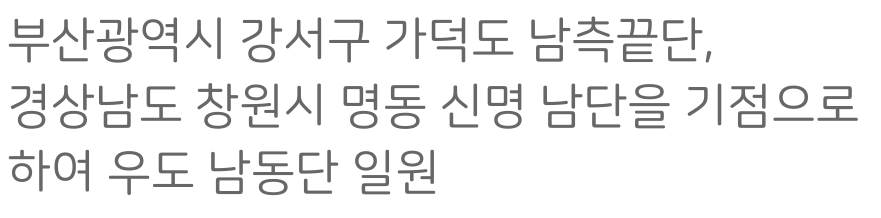 부산광역시 강서구 가덕도 남측끝단,
경상남도 창원시 명동 신명 남단을 기점으로
하여 우도 남동단 일원